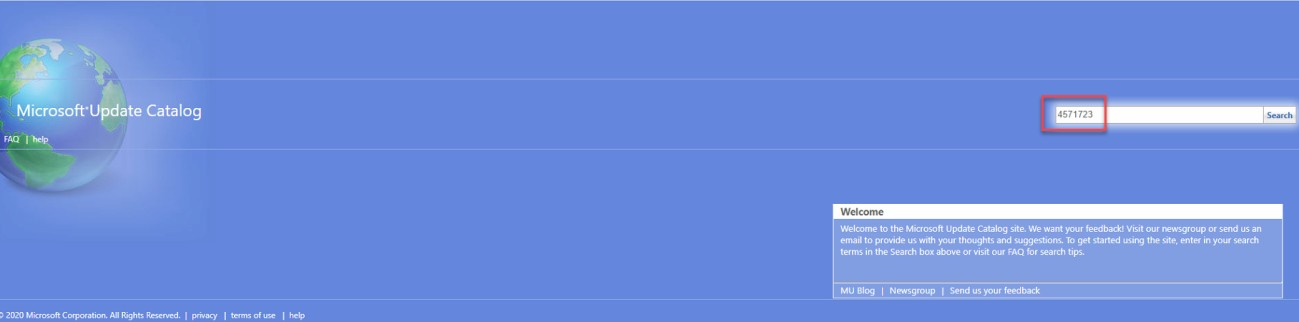 Microsoft Update Catalog
4571723
Search
FAQ | help
Welcome
Welcome to the Microsoft Update Catalog site. We want your feedback! Visit our newsgroup or send us an
email to provide us with your thoughts and suggestions. To get started using the site, enter in your search
terms in the Search box above or visit our FAQ for search tips.
MU Blog | Newsgroup | Send us your feedback
© 2020 Microsoft Corporation. All Rights Reserved. | privacy | terms of use | help